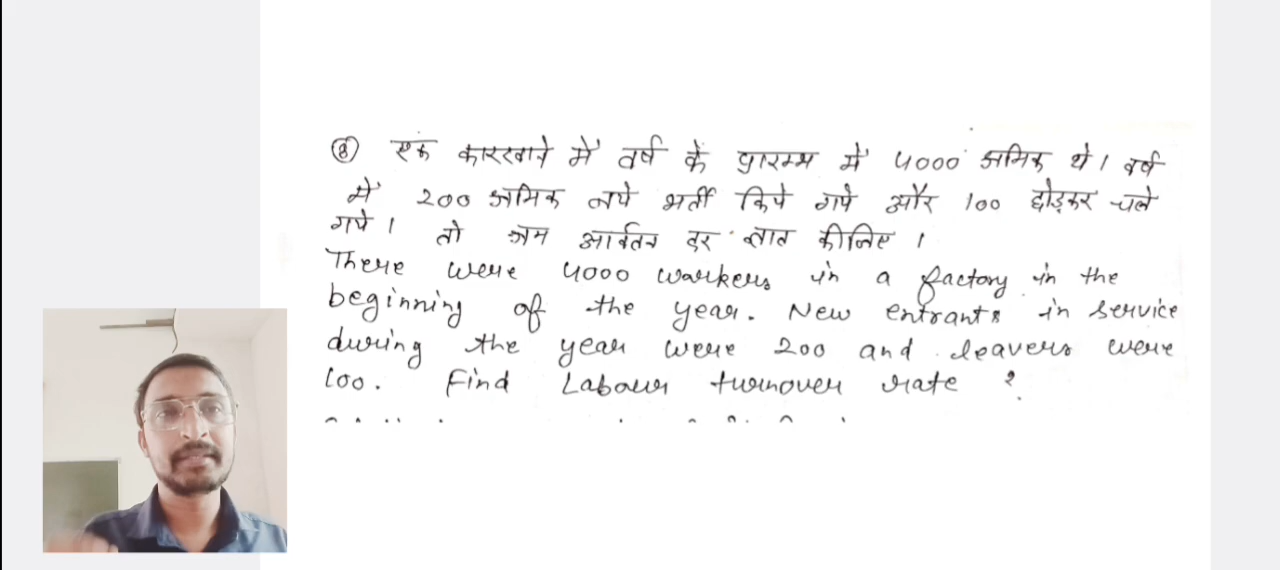 ⑧ एक कारखाने में वर्ष के प्रारम्भ में 4000 श्रमिक थे। वर्ष
में 200 श्रमिक नये भर्ती किये गये और 100 छोड़कर चले
गये। तो श्रम आर्वतन दर ज्ञात कीजिए ।
There were 4000 workers in a factory in the
beginning of the year. New entrants in service
during the year were 200 and leavers were
100. Find Labour turnover rate ?